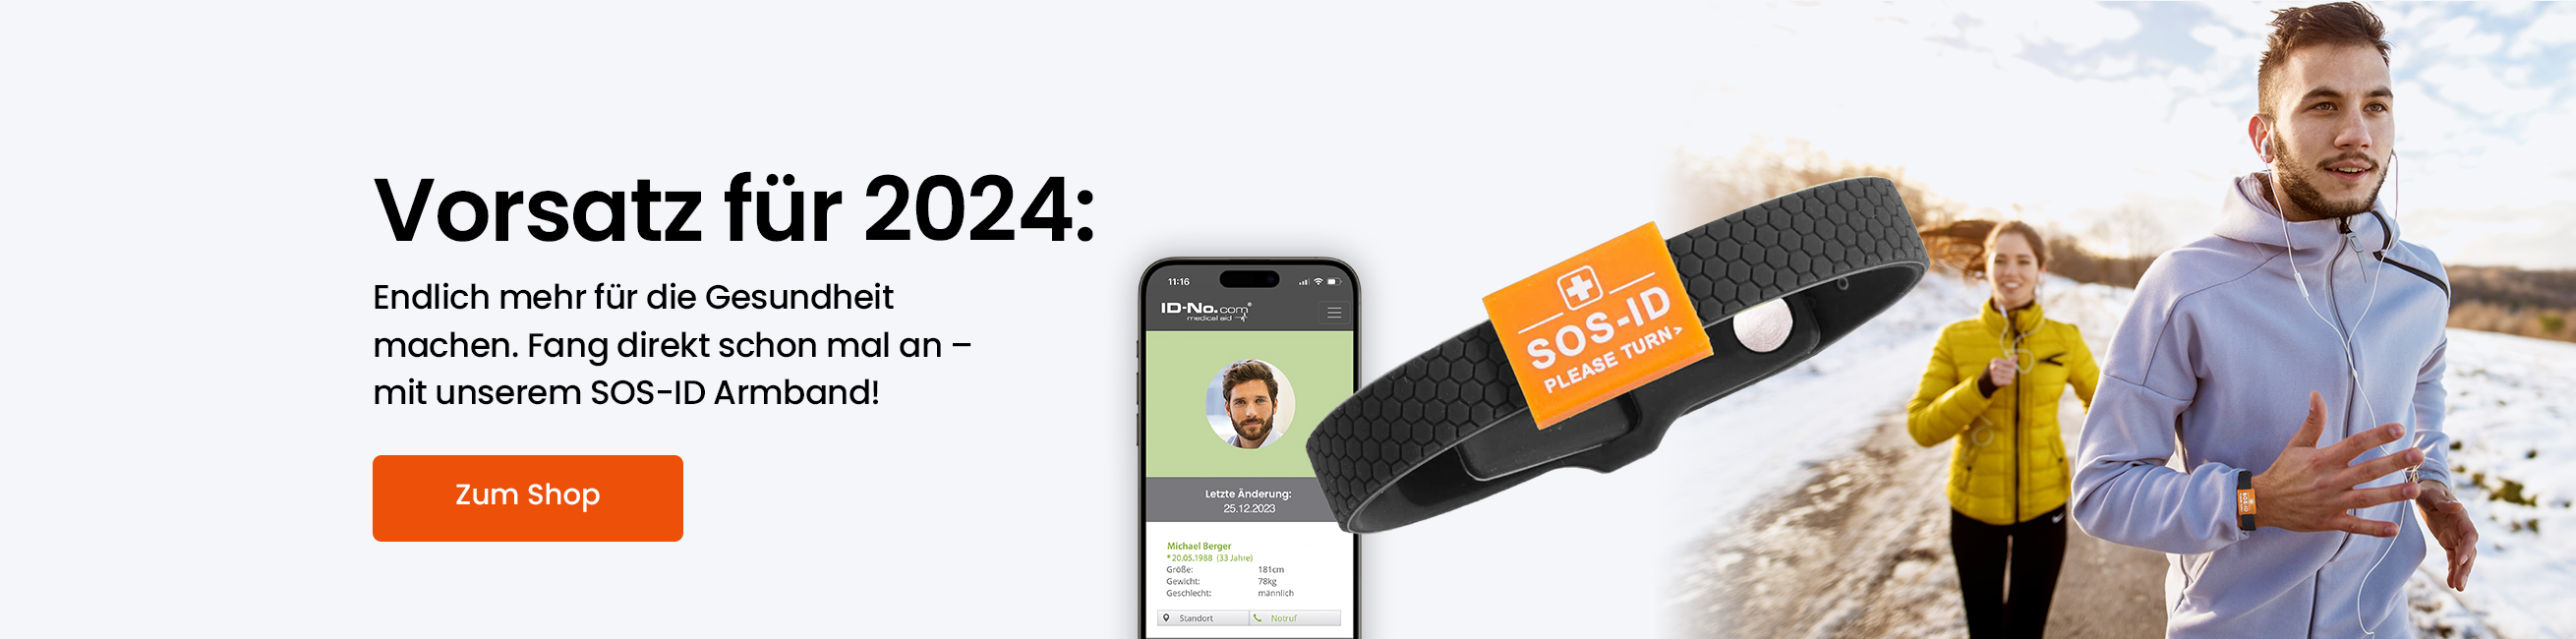 Vorsatz für 2024:
Endlich mehr für die Gesundheit
machen. Fang direkt schon mal an –
mit unserem SOS-ID Armband!
Zum Shop
11:16
ID-No.com®
medical aid
Letzte Änderung:
25.12.2023
Michael Berger
* 20.05.1988 (33 Jahre)
Größe: 181cm
Gewicht: 78kg
Geschlecht: männlich
Standort Notruf
SOS-ID
PLEASE TURN>
SOS-ID